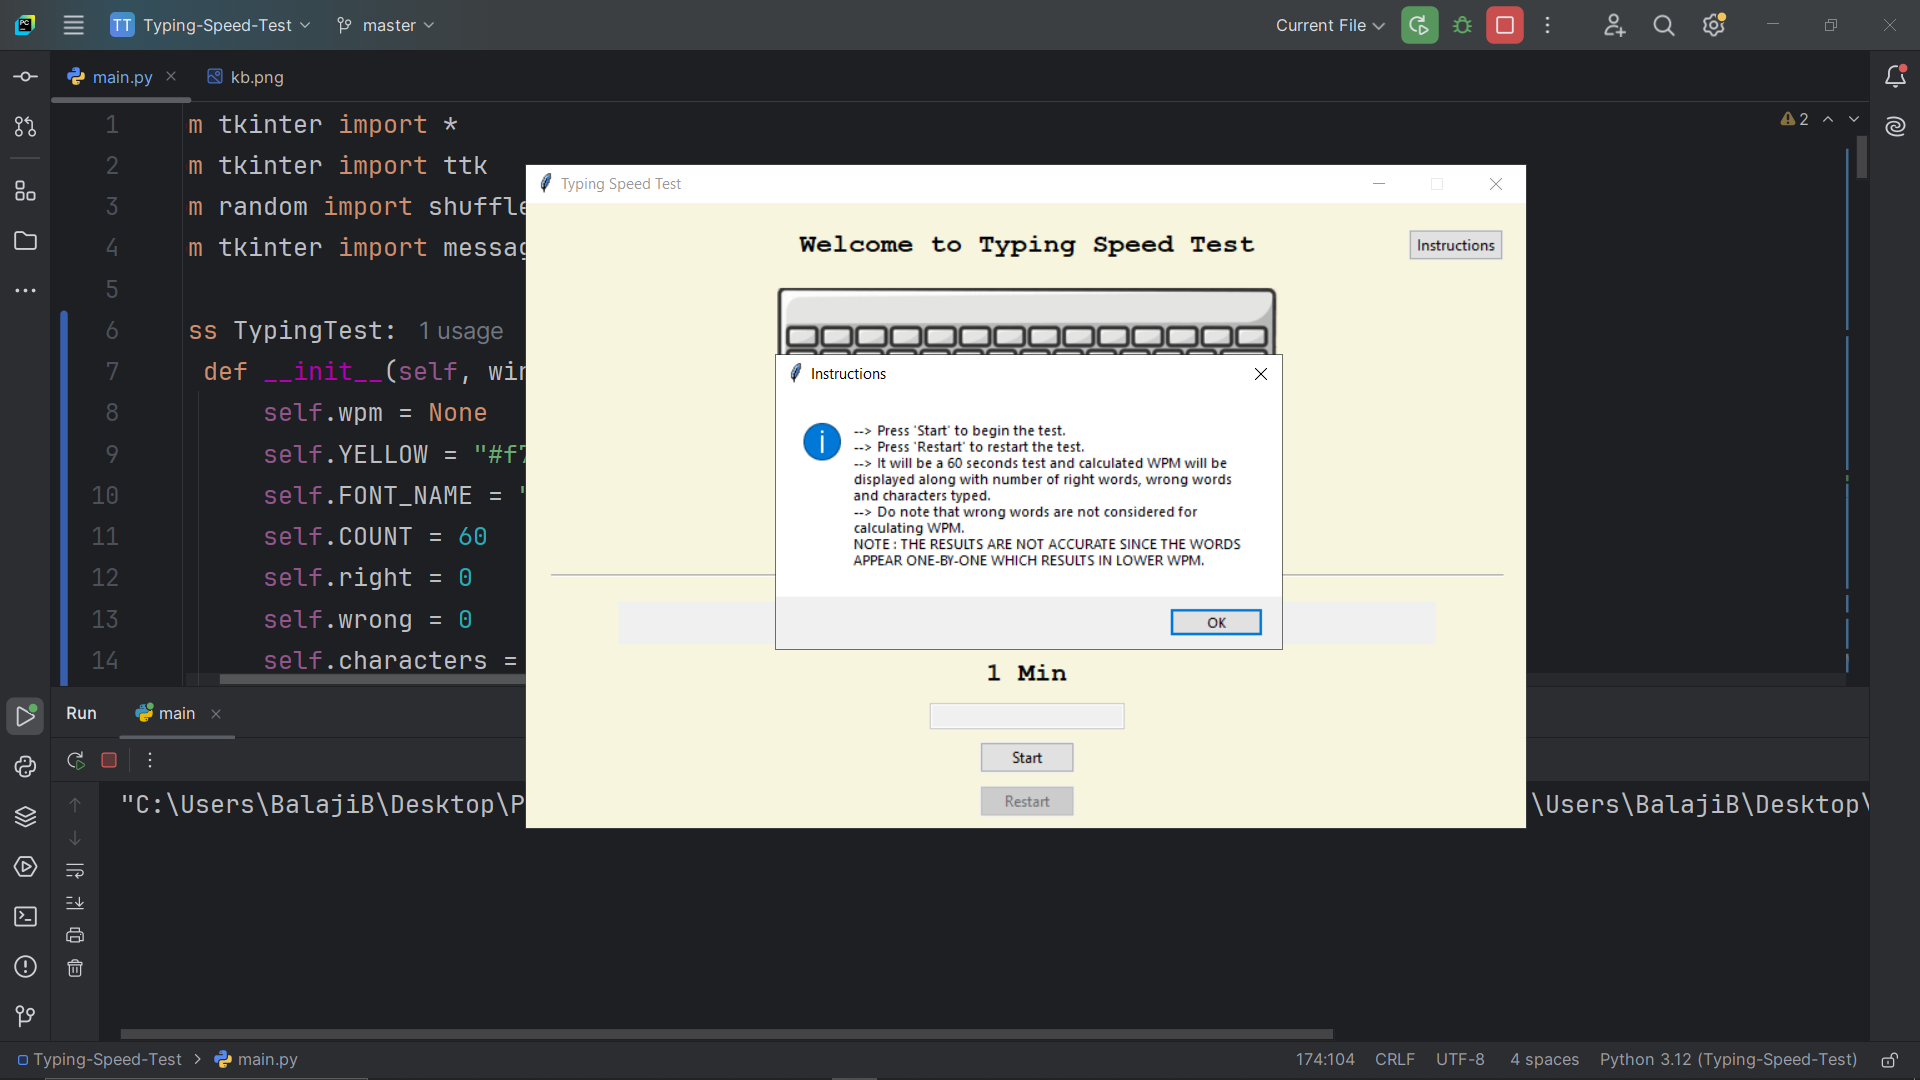 TT Typing-Speed-Test master Current File
main.py kb.png
2
1 m tkinter import *
2 m tkinter import ttk
3 m random import shuffle
4 m tkinter import messag
5
6 ss TypingTest: 1 usage
7 def __init__(self, win
8 self.wpm = None
9 self.YELLOW = "#f7
10 self.FONT_NAME = "
11 self.COUNT = 60
12 self.right = 0
13 self.wrong = 0
14 self.characters =
Typing Speed Test
Welcome to Typing Speed Test
Instructions
Instructions
--> Press 'Start' to begin the test.
--> Press 'Restart' to restart the test.
--> It will be a 60 seconds test and calculated WPM will be
displayed along with number of right words, wrong words
and characters typed.
--> Do note that wrong words are not considered for
calculating WPM.
NOTE : THE RESULTS ARE NOT ACCURATE SINCE THE WORDS
APPEAR ONE-BY-ONE WHICH RESULTS IN LOWER WPM.
OK
1 Min
Start
Restart
Run main
"C:\Users\BalajiB\Desktop\P \Users\BalajiB\Desktop\
Typing-Speed-Test > main.py 174:104 CRLF UTF-8 4 spaces Python 3.12 (Typing-Speed-Test)